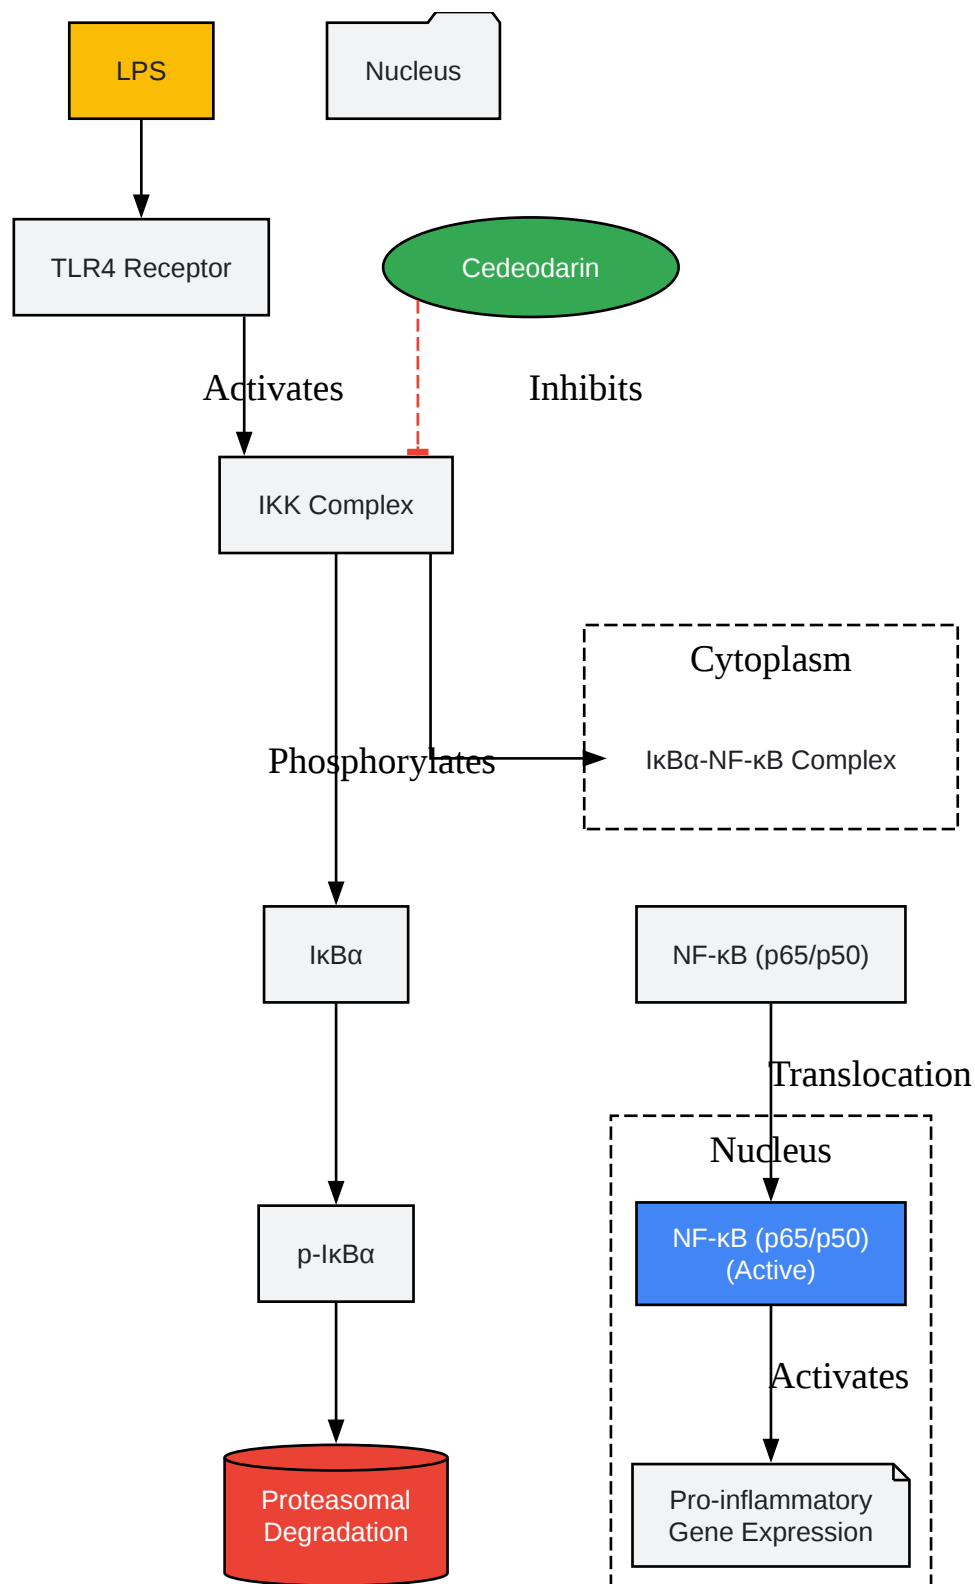 LPS
Nucleus
TLR4 Receptor
Cedeodarin
Activates
Inhibits
IKK Complex
Cytoplasm
Phosphorylates
IκBα-NF-κB Complex
IκBα
NF-κB (p65/p50)
Translocation
Nucleus
p-IκBα
NF-κB (p65/p50)
(Active)
Activates
Proteasomal
Degradation
Pro-inflammatory
Gene Expression